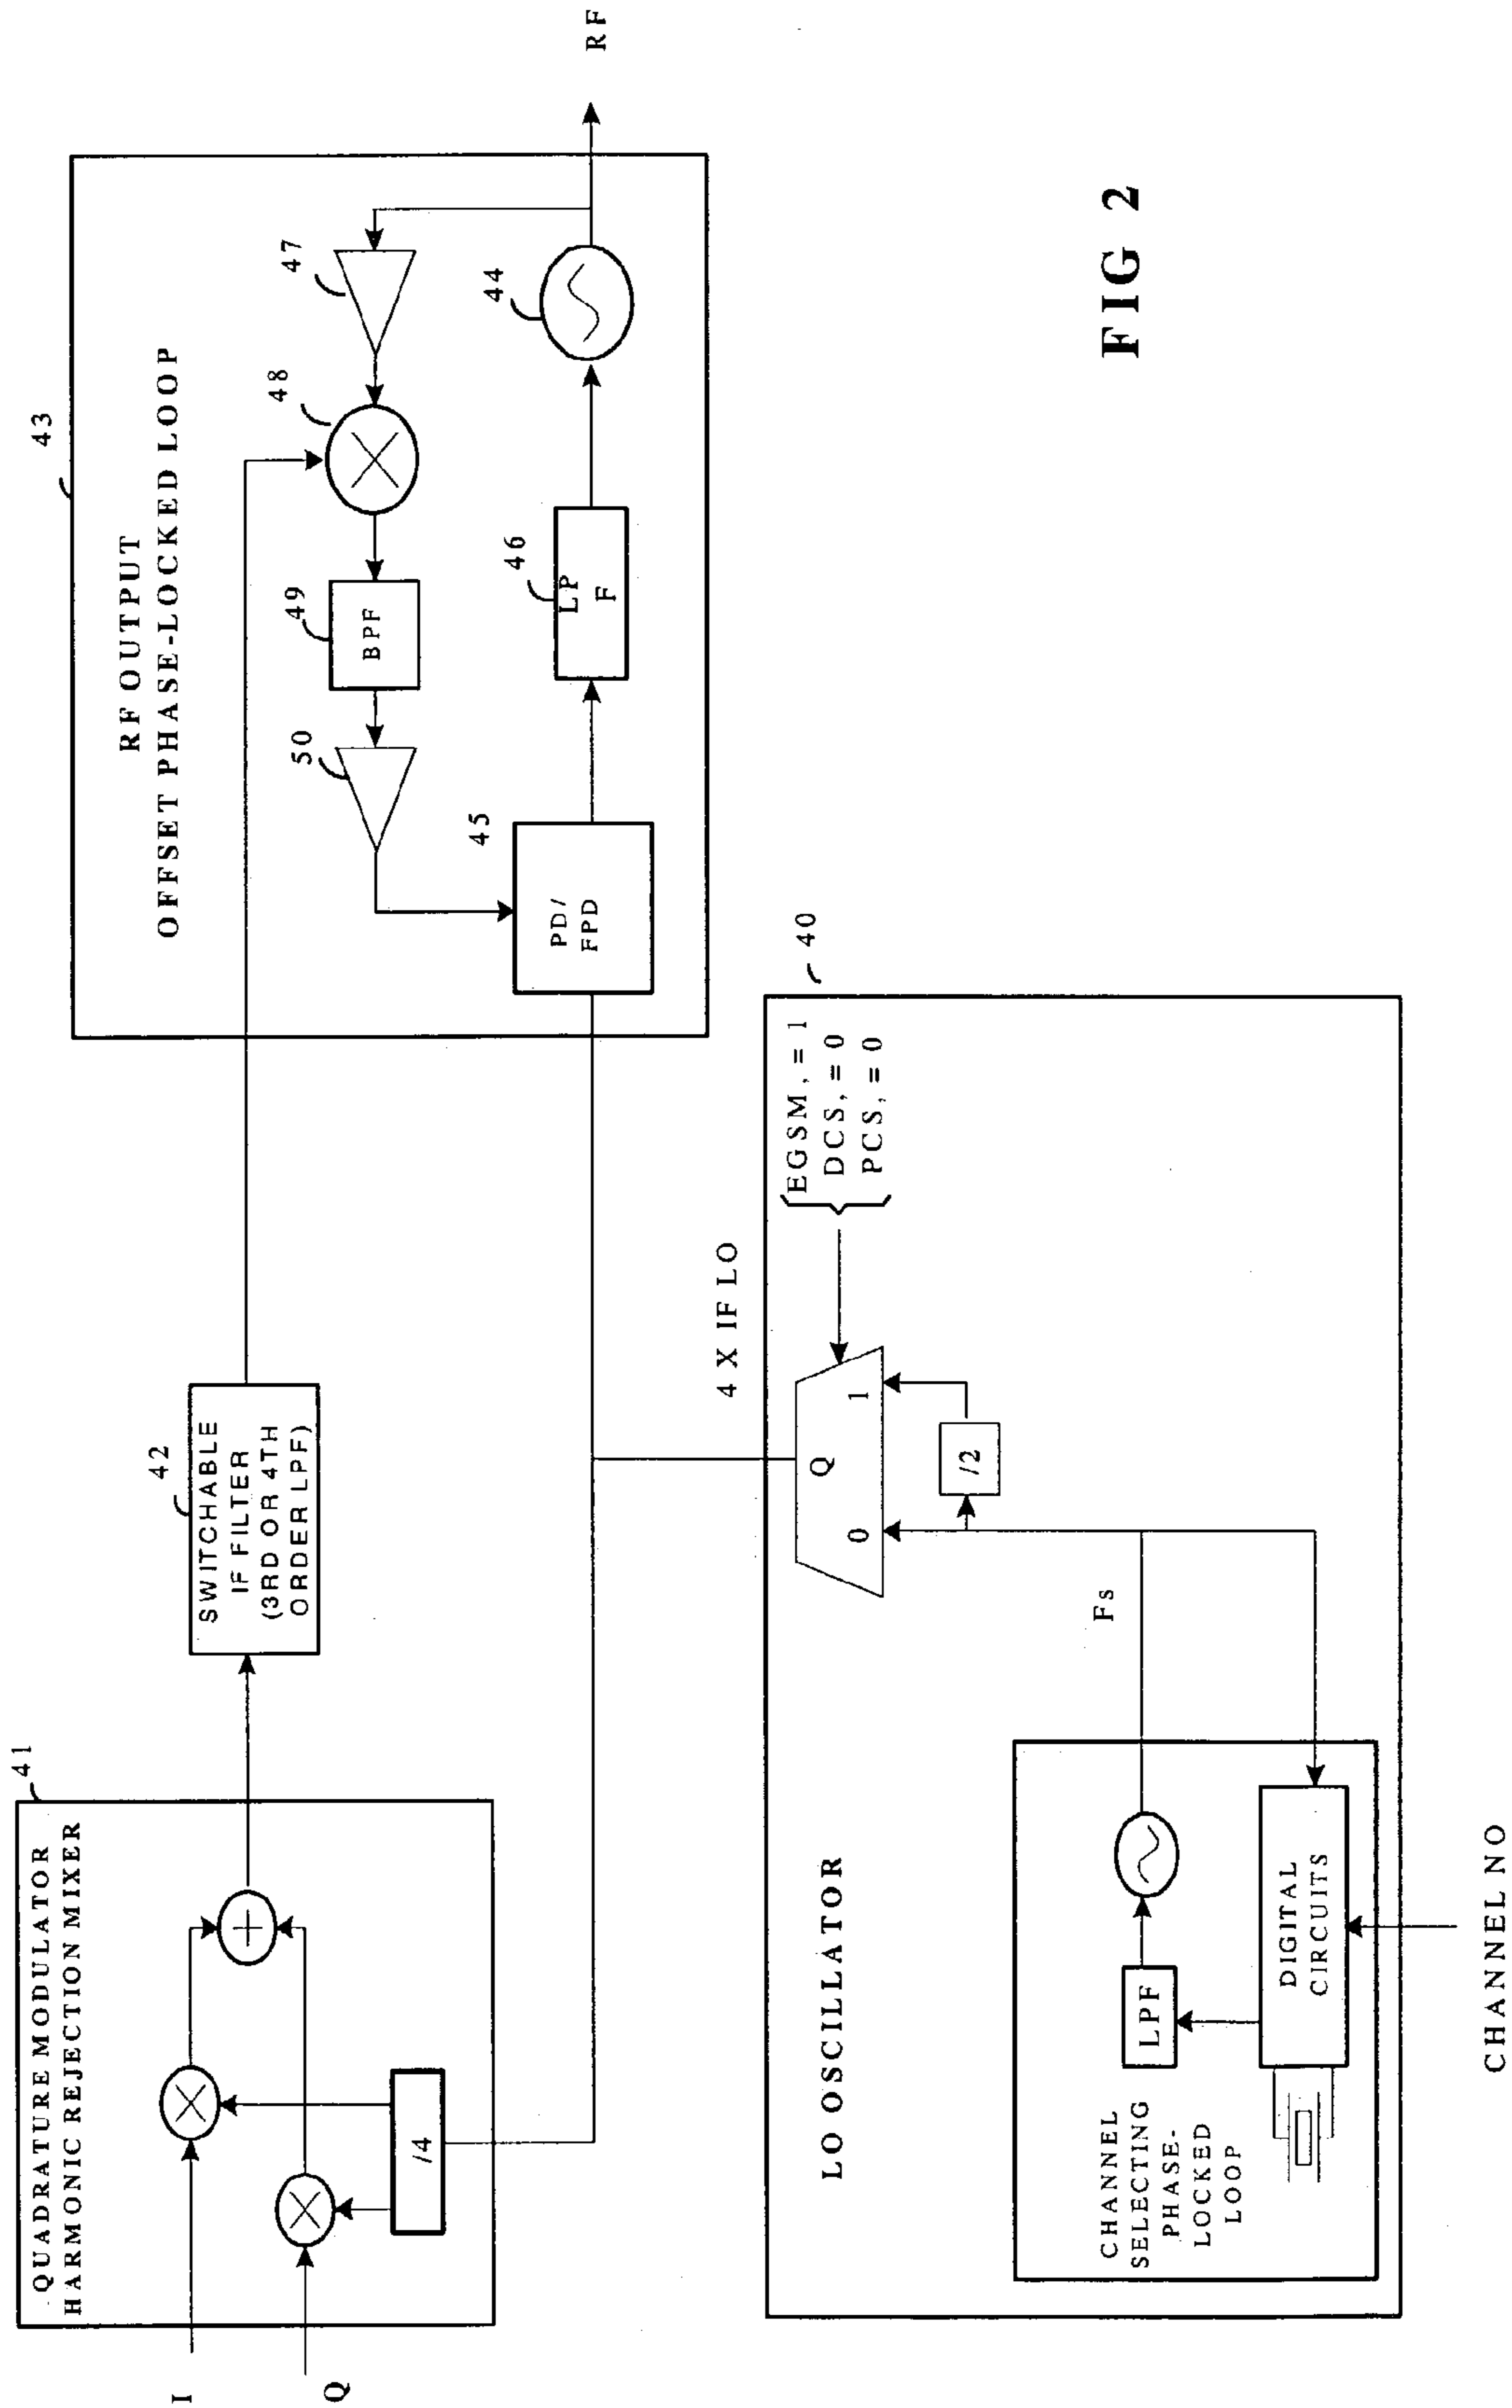 QUADRATURE MODULATOR
HARMONIC REJECTION MIXER
41
I
Q
/4
SWITCHABLE
IF FILTER
(3RD OR 4TH
ORDER LPF)
42
43
RF OUTPUT
OFFSET PHASE-LOCKED LOOP
50
49
BPF
48
47
45
PD/
FPD
46
LP
F
44
RF
4 X IF LO
40
LO OSCILLATOR
CHANNEL
SELECTING
PHASE-
LOCKED
LOOP
LPF
DIGITAL
CIRCUITS
CHANNEL NO
Fs
0
Q
1
/2
EGSM, = 1
DCS, = 0
PCS, = 0
FIG 2